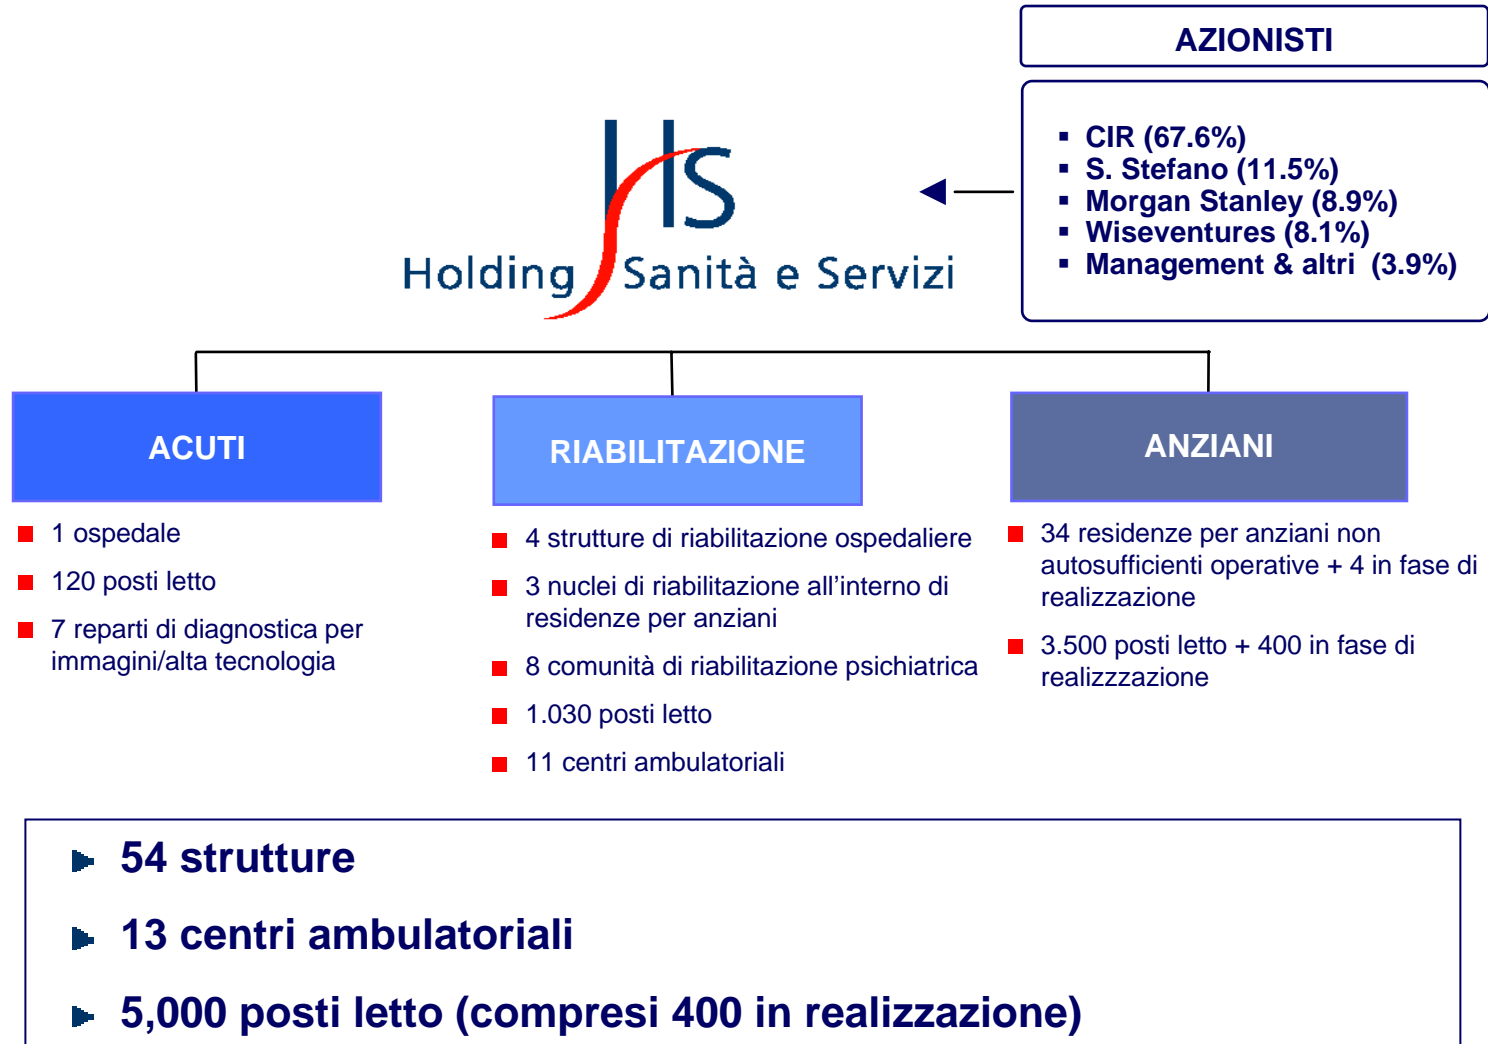 AZIONISTI
▪ CIR (67.6%)
▪ S. Stefano (11.5%)
▪ Morgan Stanley (8.9%)
▪ Wiseventures (8.1%)
▪ Management & altri (3.9%)
Hs
Holding Sanità e Servizi
ACUTI
■ 1 ospedale
■ 120 posti letto
■ 7 reparti di diagnostica per
immagini/alta tecnologia
RIABILITAZIONE
■ 4 strutture di riabilitazione ospedaliere
■ 3 nuclei di riabilitazione all’interno di
residenze per anziani
■ 8 comunità di riabilitazione psichiatrica
■ 1.030 posti letto
■ 11 centri ambulatoriali
ANZIANI
■ 34 residenze per anziani non
autosufficienti operative + 4 in fase di
realizzazione
■ 3.500 posti letto + 400 in fase di
realizzzazione
► 54 strutture
► 13 centri ambulatoriali
► 5,000 posti letto (compresi 400 in realizzazione)